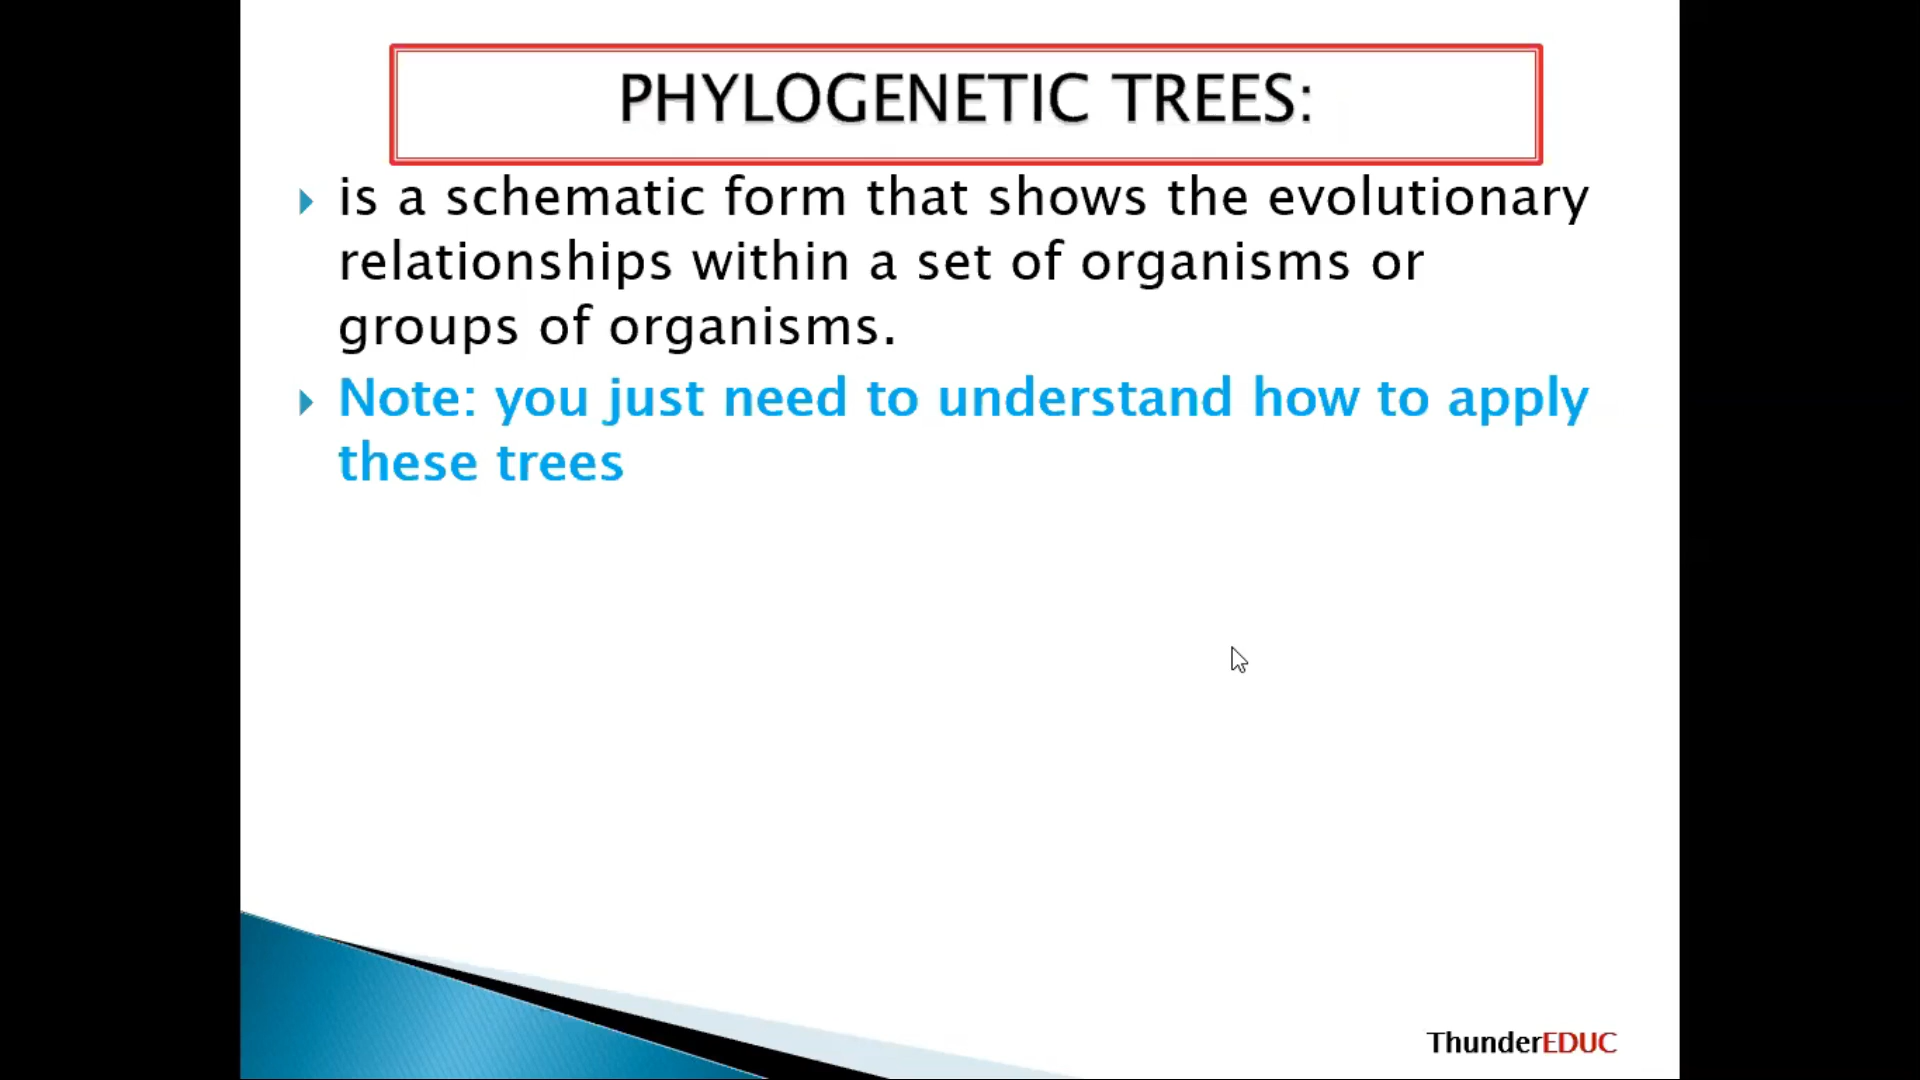 PHYLOGENETIC TREES:
is a schematic form that shows the evolutionary
relationships within a set of organisms or
groups of organisms.
Note: you just need to understand how to apply
these trees
ThunderEDUC